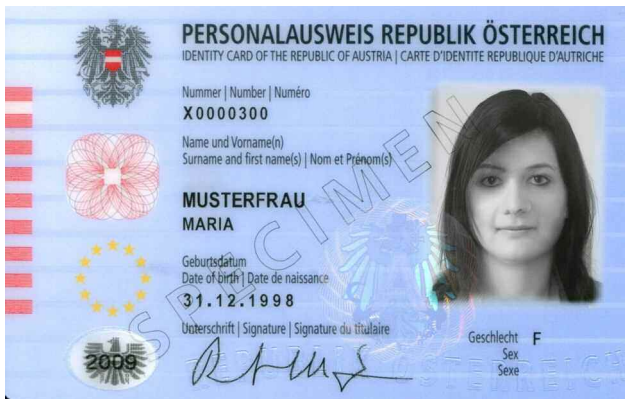 PERSONALAUSWEIS REPUBLIK ÖSTERREICH
IDENTITY CARD OF THE REPUBLIC OF AUSTRIA | CARTE D'IDENTITE REPUBLIQUE D'AUTRICHE
Nummer | Number | Numéro
X0000300
Name und Vorname(n)
Surname and first name(s) | Nom et Prénom(s)
MUSTERFRAU
MARIA
Geburtsdatum
Date of birth | Date de naissance
31.12.1998
Unterschrift | Signature | Signature du titulaire
Geschlecht F
Sex
Sexe
2009
SPECIMEN